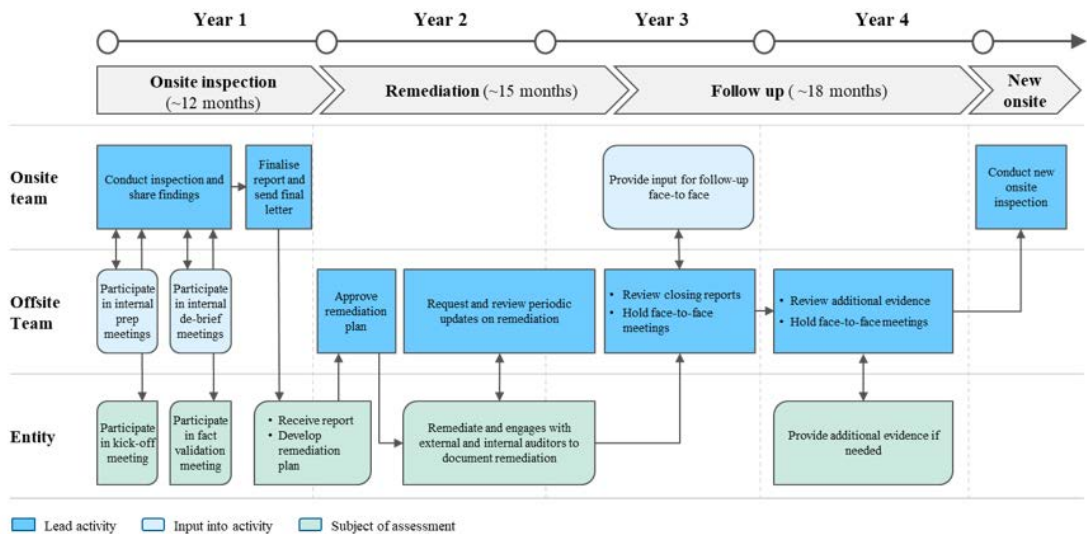 Year 1
Year 2
Year 3
Year 4
Onsite inspection
(~12 months)
Remediation (~15 months)
Follow up ( ~18 months)
New
onsite
Onsite
team
Conduct inspection and
share findings
Finalise
report and
send final
letter
Provide input for follow-up
face-to face
Conduct new
onsite
inspection
Offsite
Team
Participate
in internal
prep
meetings
Participate
in internal
de-brief
meetings
Approve
remediation
plan
Request and review periodic
updates on remediation
• Review closing reports
• Hold face-to-face
meetings
• Review additional evidence
• Hold face-to-face meetings
Entity
Participate
in kick-off
meeting
Participate
in fact
validation
meeting
• Receive report
• Develop
remediation
plan
Remediate and engages with
external and internal auditors to
document remediation
Provide additional evidence if
needed
Lead activity
Input into activity
Subject of assessment